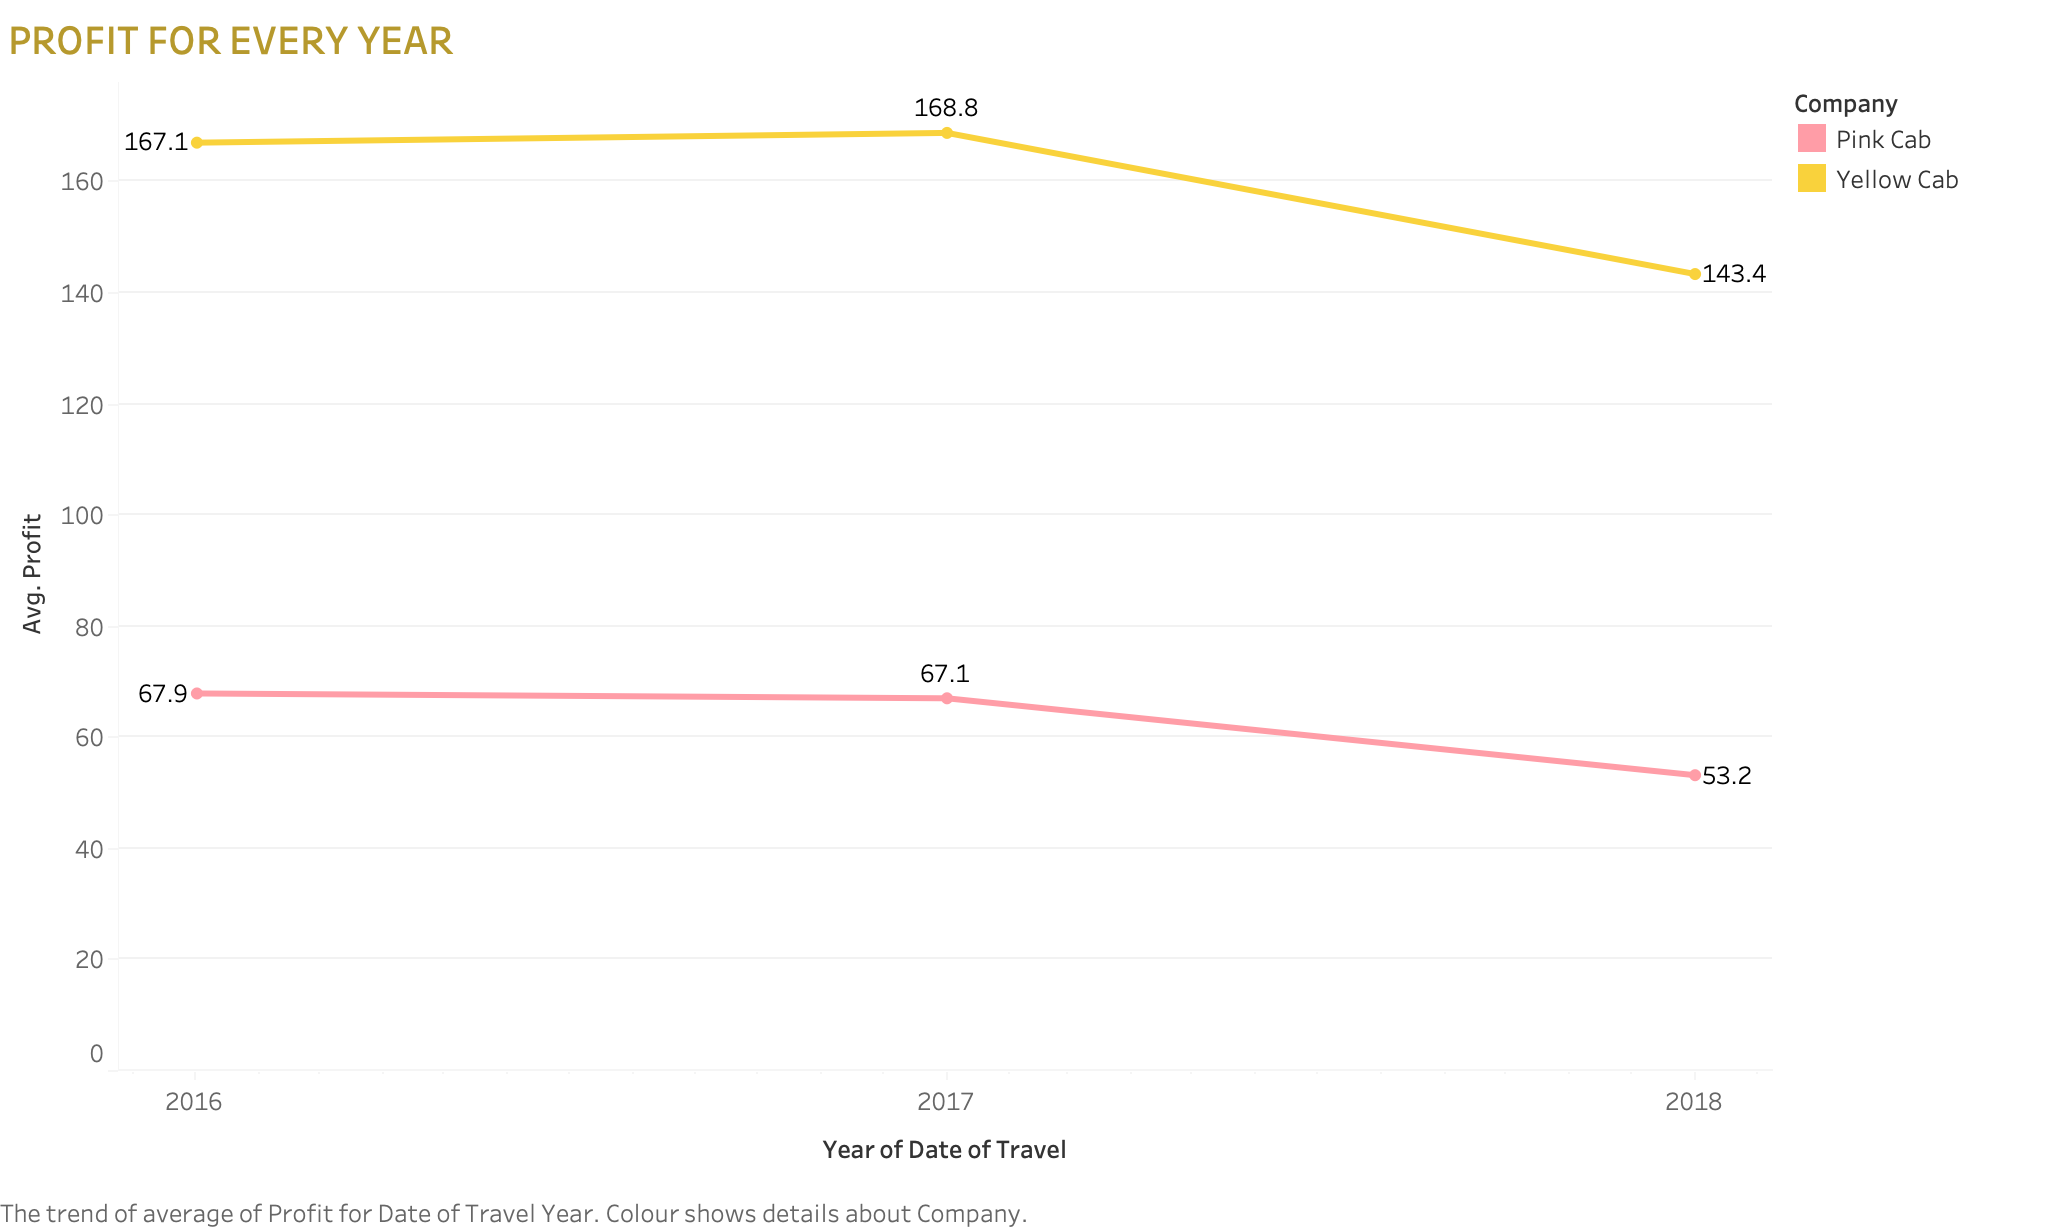 PROFIT FOR EVERY YEAR
Company
Pink Cab
Yellow Cab
168.8
167.1
160
143.4
140
120
100
Avg. Profit
80
67.1
67.9
60
53.2
40
20
0
2016 2017 2018
Year of Date of Travel
The trend of average of Profit for Date of Travel Year. Colour shows details about Company.